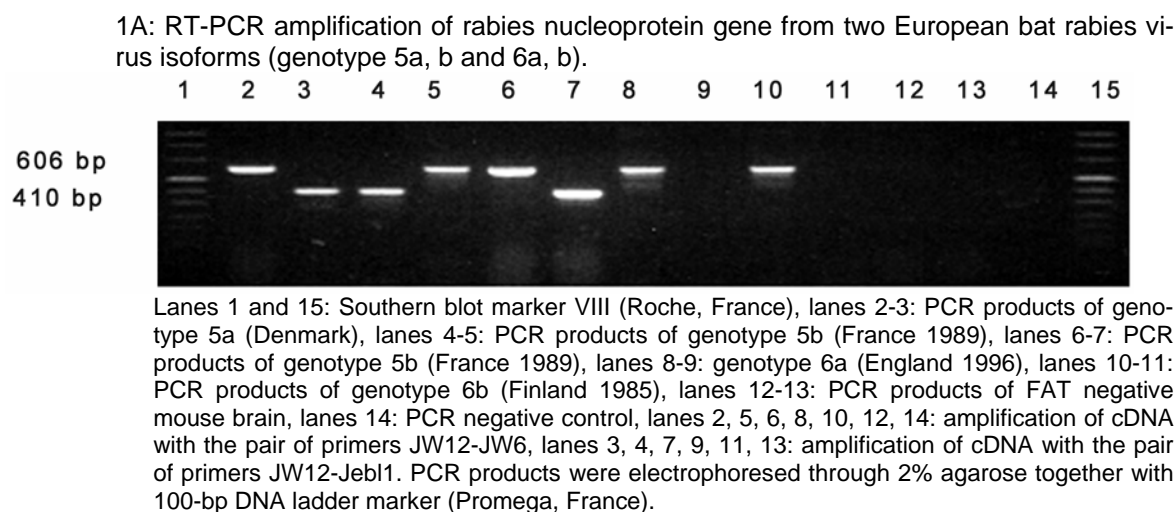 1A: RT-PCR amplification of rabies nucleoprotein gene from two European bat rabies vi-
rus isoforms (genotype 5a, b and 6a, b).
1 2 3 4 5 6 7 8 9 10 11 12 13 14 15
606 bp
410 bp
Lanes 1 and 15: Southern blot marker VIII (Roche, France), lanes 2-3: PCR products of geno-
type 5a (Denmark), lanes 4-5: PCR products of genotype 5b (France 1989), lanes 6-7: PCR
products of genotype 5b (France 1989), lanes 8-9: genotype 6a (England 1996), lanes 10-11:
PCR products of genotype 6b (Finland 1985), lanes 12-13: PCR products of FAT negative
mouse brain, lanes 14: PCR negative control, lanes 2, 5, 6, 8, 10, 12, 14: amplification of cDNA
with the pair of primers JW12-JW6, lanes 3, 4, 7, 9, 11, 13: amplification of cDNA with the pair
of primers JW12-Jebl1. PCR products were electrophoresed through 2% agarose together with
100-bp DNA ladder marker (Promega, France).